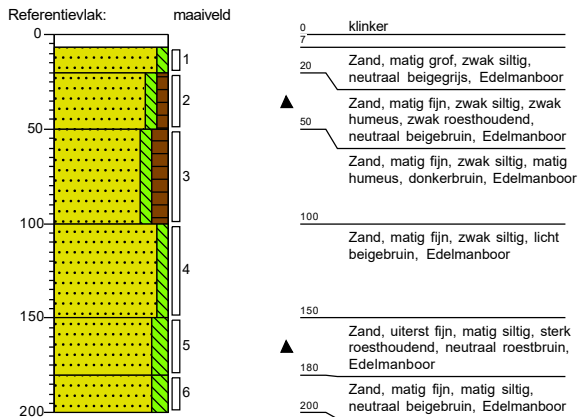 Referentievlak: maaiveld
0
50
100
150
200
1
2
3
4
5
6
0 klinker
7
Zand, matig grof, zwak siltig,
20 neutraal beigegrijs, Edelmanboor
Zand, matig fijn, zwak siltig, zwak
humeus, zwak roesthoudend,
50 neutraal beigebruin, Edelmanboor
Zand, matig fijn, zwak siltig, matig
humeus, donkerbruin, Edelmanboor
100
Zand, matig fijn, zwak siltig, licht
beigebruin, Edelmanboor
150
Zand, uiterst fijn, matig siltig, sterk
roesthoudend, neutraal roestbruin,
180 Edelmanboor
Zand, matig fijn, matig siltig,
200 neutraal beigebruin, Edelmanboor